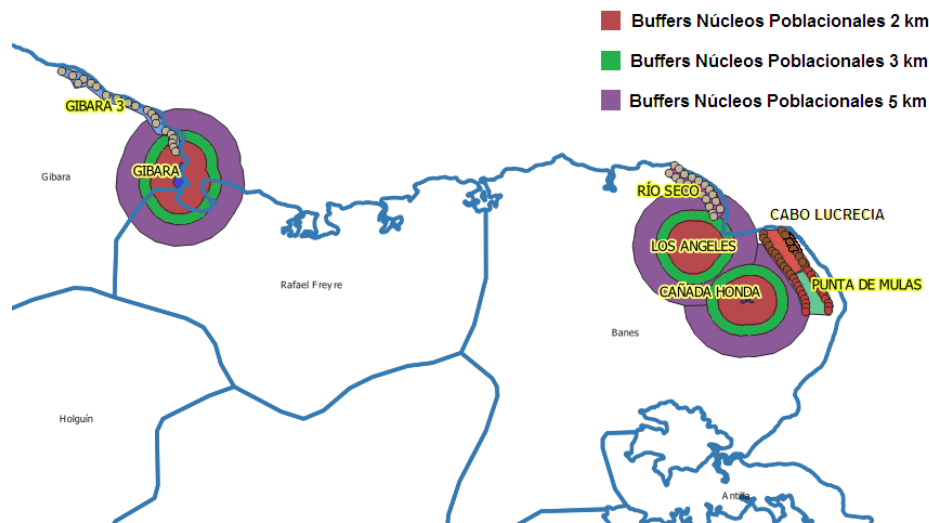 Buffers Núcleos Poblacionales 2 km
Buffers Núcleos Poblacionales 3 km
Buffers Núcleos Poblacionales 5 km
GIBARA 3
GIBARA
Gibara
RÍO SECO
CABO LUCRECIA
LOS ANGELES
Rafael Freyre
CAÑADA HONDA
PUNTA DE MULAS
Banes
Holguín
Antilla